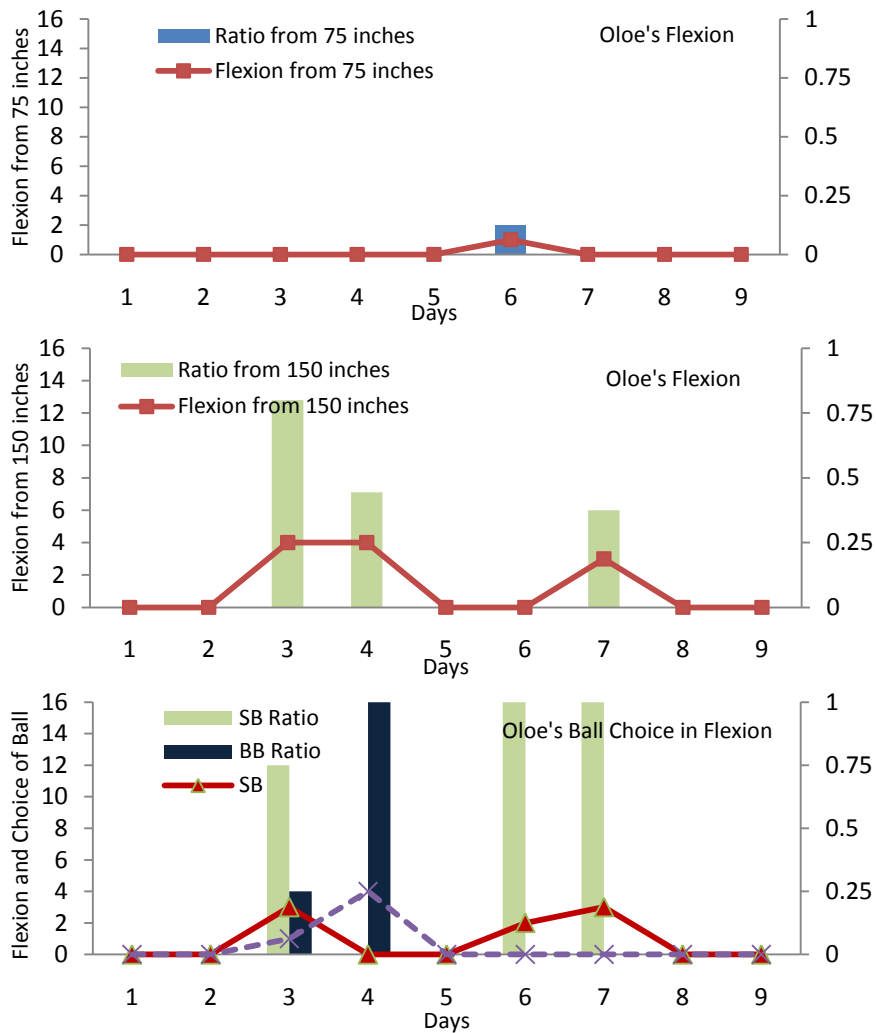 Flexion from 75 inches
16
14
12
10
8
6
4
2
0
Ratio from 75 inches
Flexion from 75 inches
Oloe's Flexion
1
0.75
0.5
0.25
0
1 2 3 4 5 6 7 8 9
Days
Flexion from 150 inches
16
14
12
10
8
6
4
2
0
Ratio from 150 inches
Flexion from 150 inches
Oloe's Flexion
1
0.75
0.5
0.25
0
1 2 3 4 5 6 7 8 9
Days
Flexion and Choice of Ball
16
14
12
10
8
6
4
2
0
SB Ratio
BB Ratio
SB
Oloe's Ball Choice in Flexion
1
0.75
0.5
0.25
0
1 2 3 4 5 6 7 8 9
Days